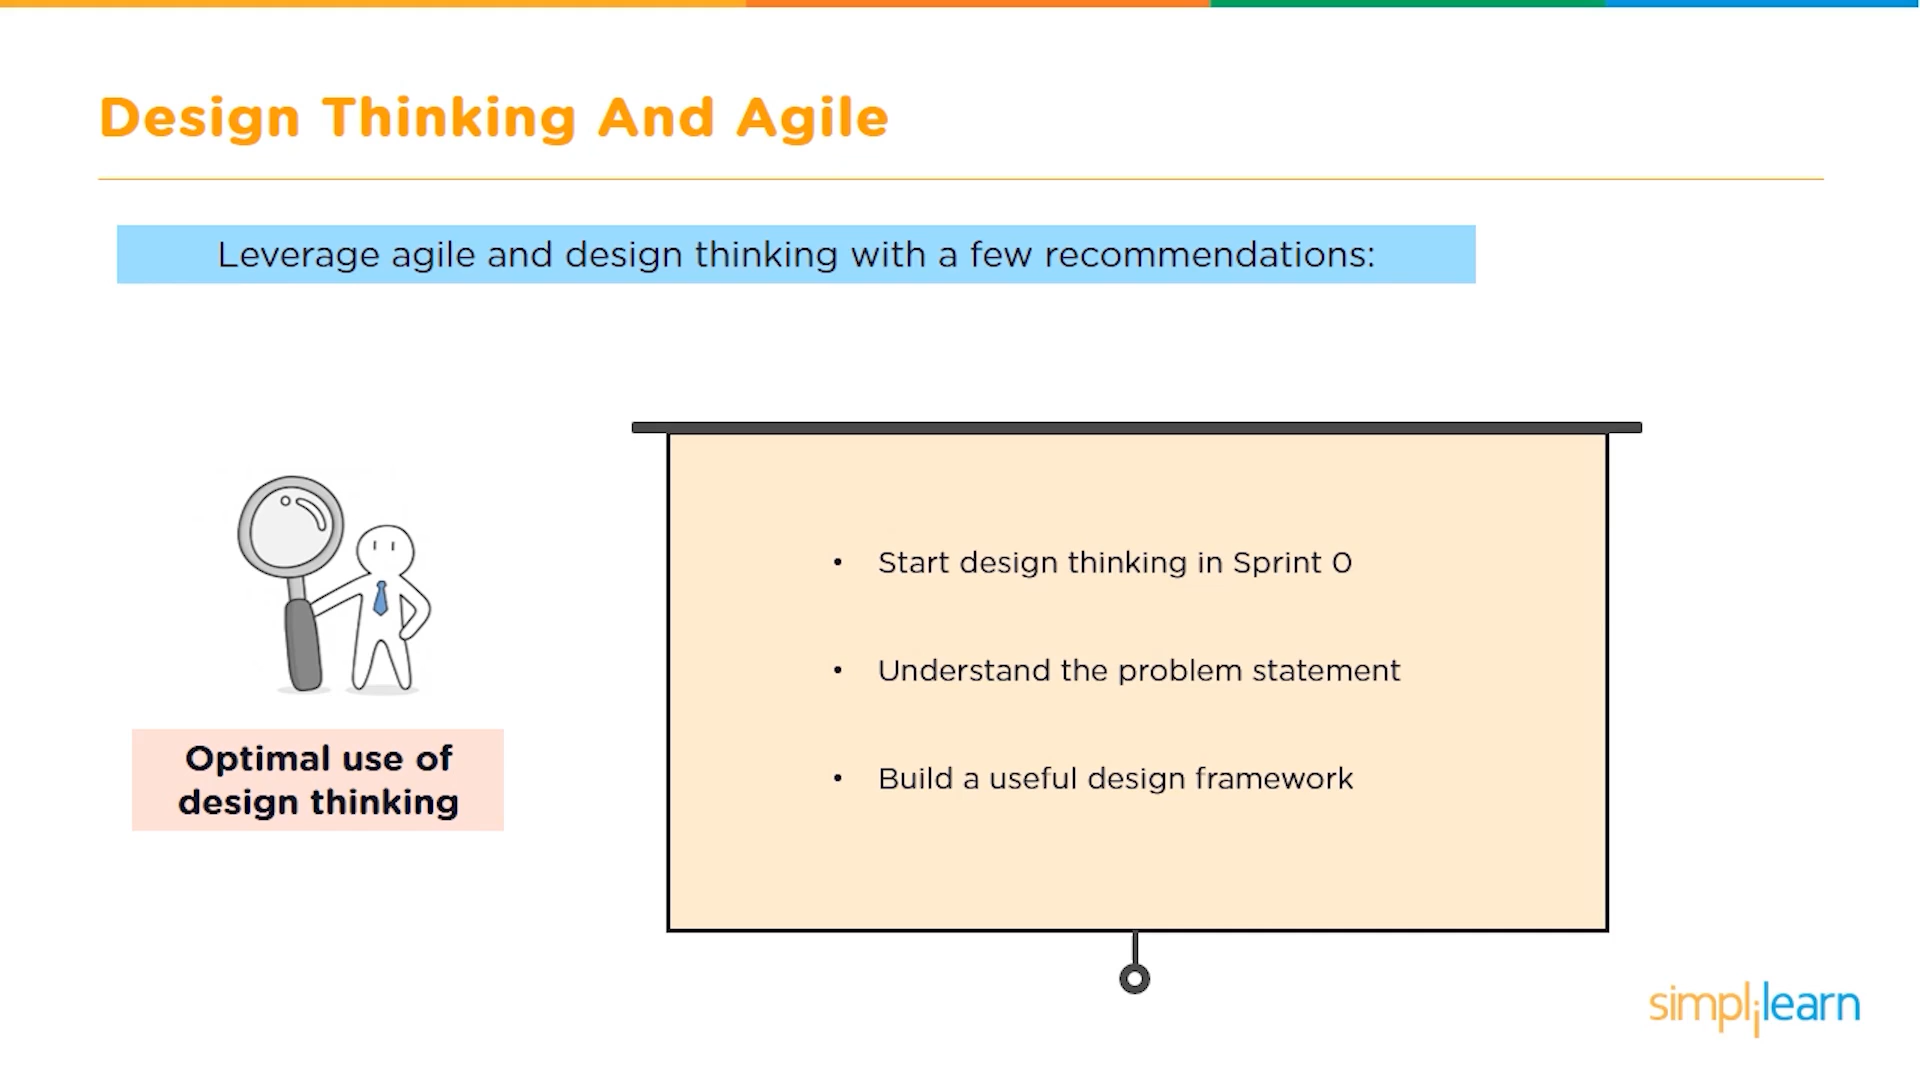 Design Thinking And Agile
Leverage agile and design thinking with a few recommendations:
Optimal use of
design thinking
• Start design thinking in Sprint 0
• Understand the problem statement
• Build a useful design framework
simplilearn